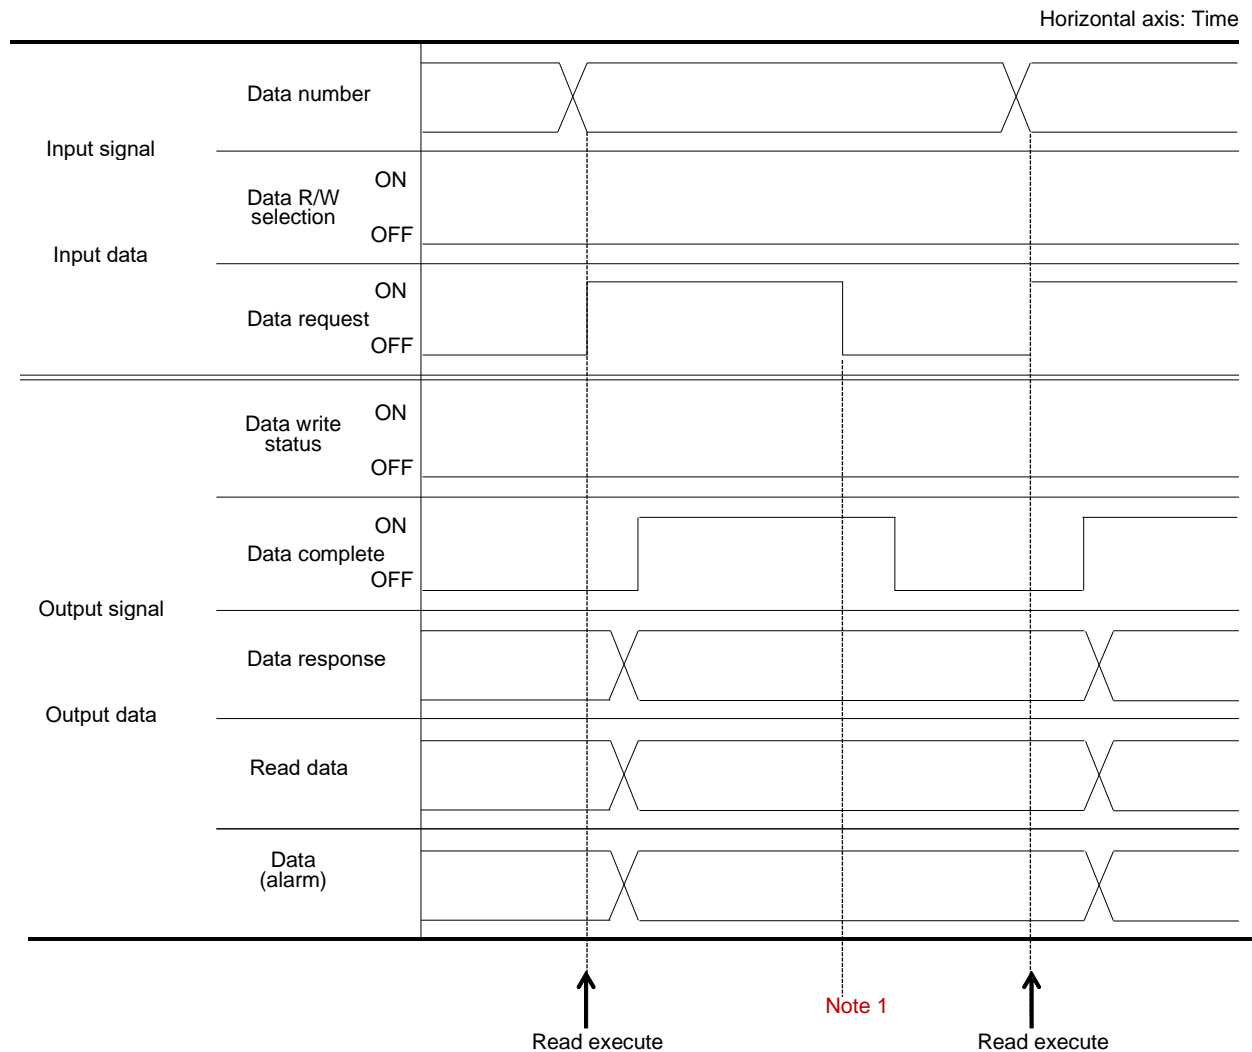 Horizontal axis: Time
Input signal
Input data
Data number
Data R/W
selection
ON
OFF
Data request
ON
OFF
Output signal
Output data
Data write
status
ON
OFF
Data complete
ON
OFF
Data response
Read data
Data
(alarm)
Note 1
Read execute
Read execute